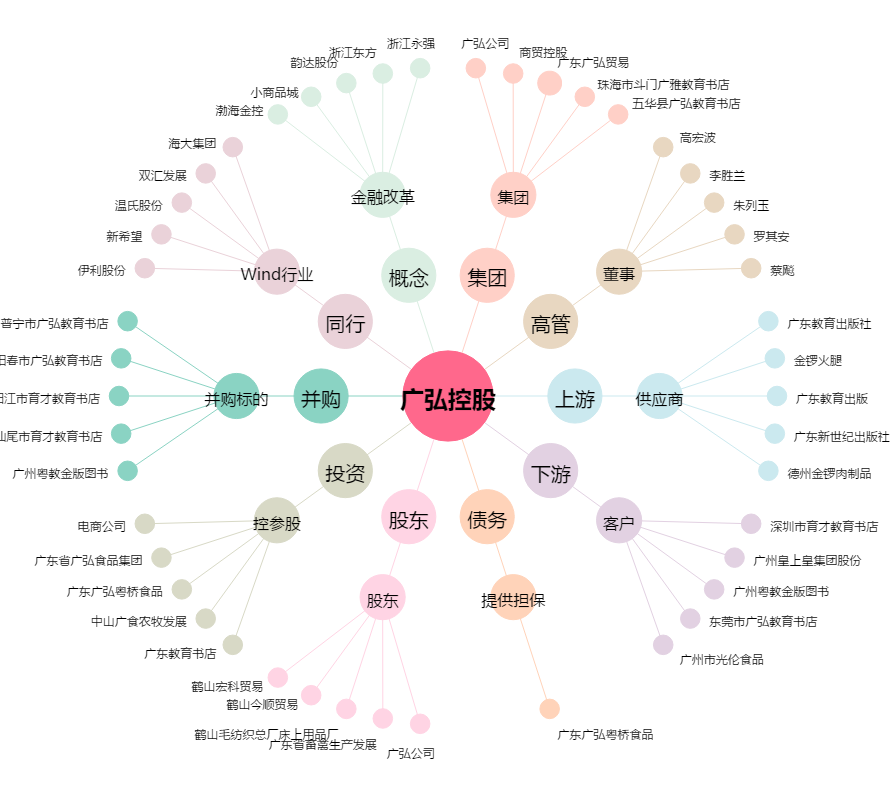 广弘控股
集团
集团
广弘公司
商贸控股
广东广弘贸易
珠海市斗门广雅教育书店
五华县广弘教育书店
高管
董事
高宏波
李胜兰
朱列玉
罗其安
蔡飚
上游
供应商
广东教育出版社
金锣火腿
广东教育出版
广东新世纪出版社
德州金锣肉制品
下游
客户
深圳市育才教育书店
广州皇上皇集团股份
广州粤教金版图书
东莞市广弘教育书店
广州市光伦食品
债务
提供担保
广东广弘粤桥食品
股东
股东
广弘公司
广东省畜禽生产发展
鹤山毛纺织总厂床上用品厂
鹤山今顺贸易
鹤山宏科贸易
投资
控参股
广东教育书店
中山广食农牧发展
广东广弘粤桥食品
广东省广弘食品集团
电商公司
并购
并购标的
广州粤教金版图书
汕尾市育才教育书店
阳江市育才教育书店
阳春市广弘教育书店
普宁市广弘教育书店
同行
Wind行业
伊利股份
新希望
温氏股份
双汇发展
海大集团
概念
金融改革
渤海金控
小商品城
韵达股份
浙江东方
浙江永强